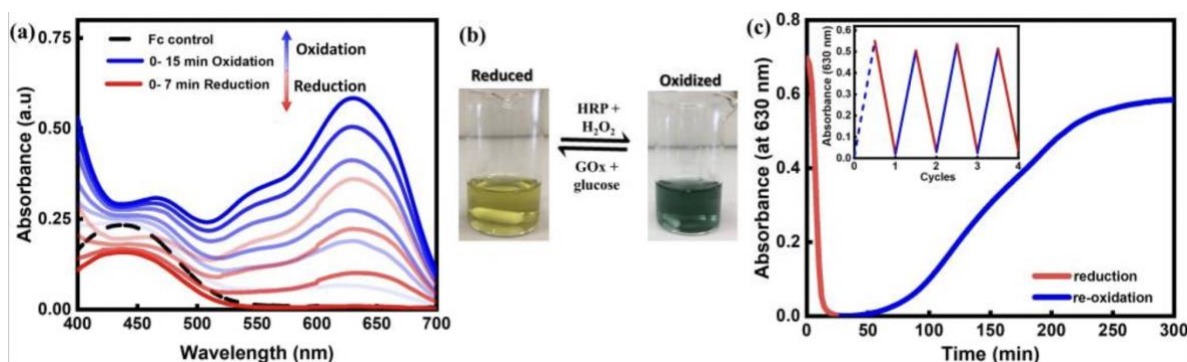 (a)
0.75
0.50
0.25
0.00
Absorbance (a.u)
Fc control
0- 15 min Oxidation
0- 7 min Reduction
Oxidation
Reduction
400 450 500 550 600 650 700
Wavelength (nm)
(b)
Reduced
Oxidized
HRP +
H2O2
GOx +
glucose
(c)
0.8
0.6
0.4
0.2
0.0
Absorbance (at 630 nm)
0.6
0.5
0.4
0.3
0.2
0.1
0.0
Absorbance (630 nm)
0 1 2 3 4
Cycles
reduction
re-oxidation
0 50 100 150 200 250 300
Time (min)